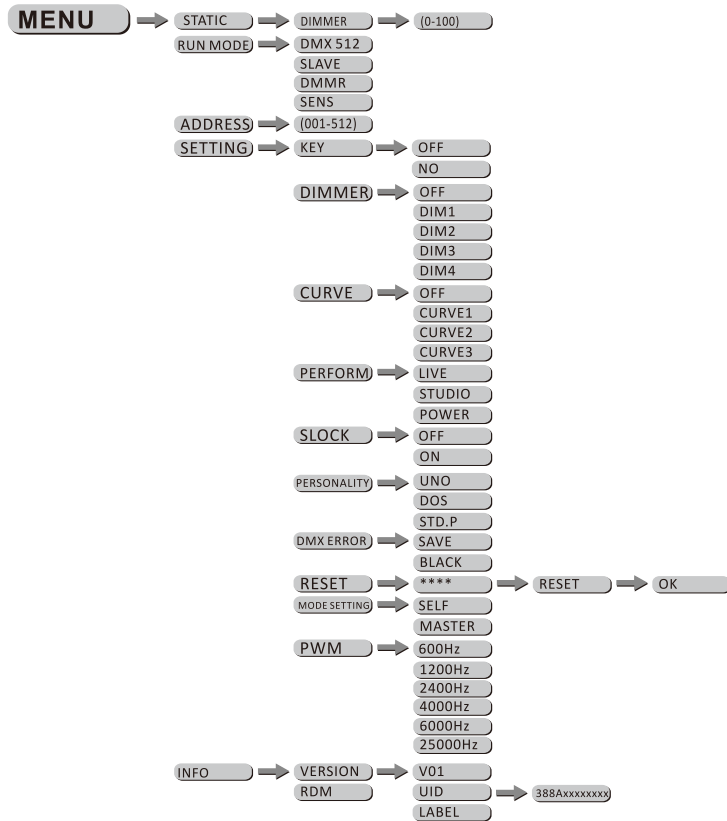 MENU STATIC DIMMER (0-100)
RUN MODE DMX 512
SLAVE
DMMR
SENS
ADDRESS (001-512)
SETTING KEY OFF
NO
DIMMER OFF
DIM1
DIM2
DIM3
DIM4
CURVE OFF
CURVE1
CURVE2
CURVE3
PERFORM LIVE
STUDIO
POWER
SLOCK OFF
ON
PERSONALITY UNO
DOS
STD.P
DMX ERROR SAVE
BLACK
RESET **** RESET OK
MODE SETTING SELF
MASTER
PWM 600Hz
1200Hz
2400Hz
4000Hz
6000Hz
25000Hz
INFO VERSION V01
RDM UID 388Axxxxxxxx
LABEL